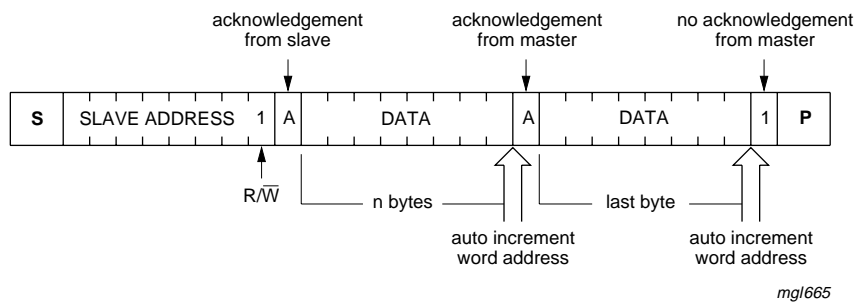 acknowledgement
from slave
acknowledgement
from master
no acknowledgement
from master
S SLAVE ADDRESS 1 A DATA A DATA 1 P
R/W̅
n bytes
last byte
auto increment
word address
auto increment
word address
mgl665